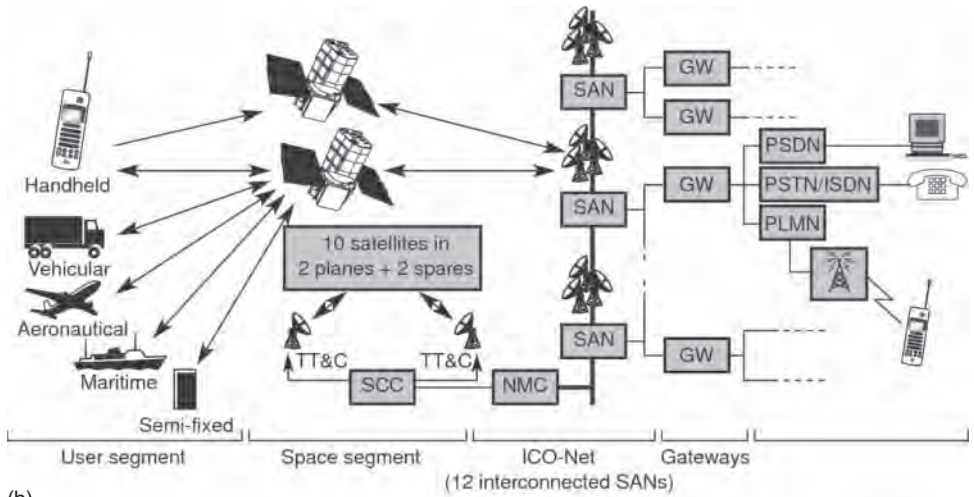 SAN
GW
GW
PSDN
Handheld
SAN
GW
PSTN/ISDN
PLMN
Vehicular
10 satellites in
2 planes + 2 spares
Aeronautical
Maritime
TT&C
TT&C
SAN
GW
SCC
NMC
Semi-fixed
User segment
Space segment
ICO-Net
Gateways
(12 interconnected SANs)
(b)